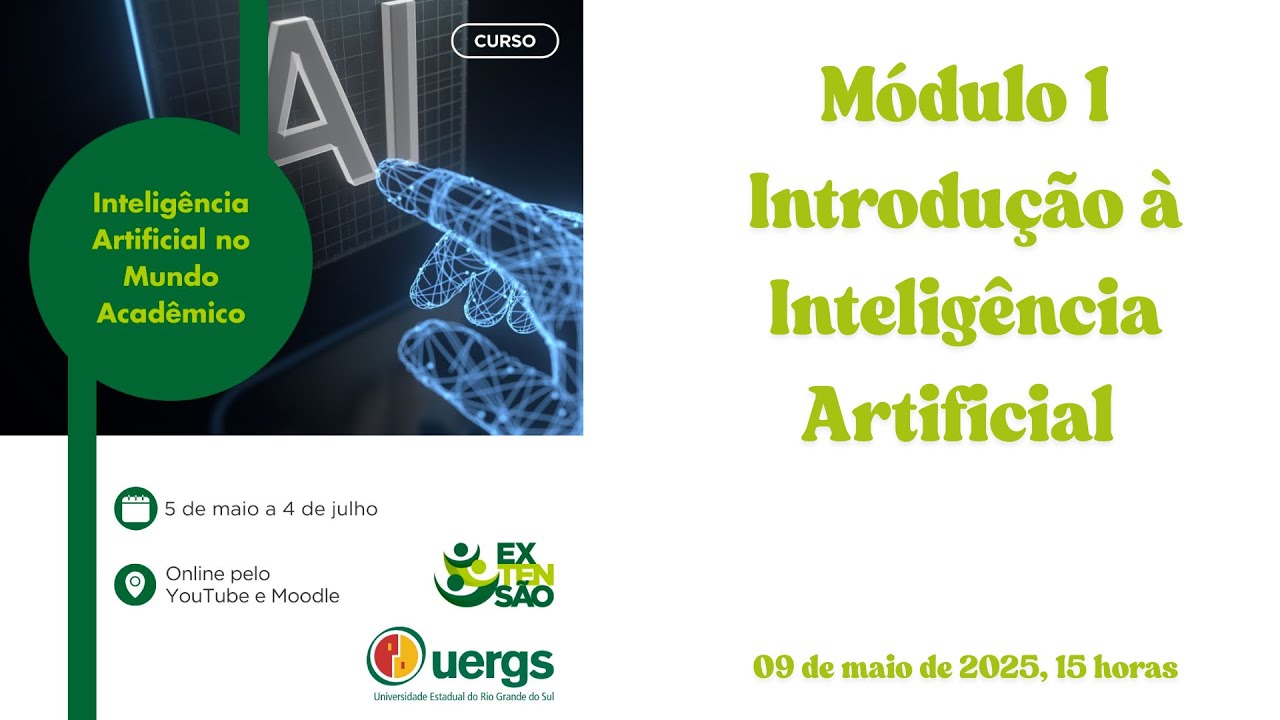 AI
CURSO
Inteligência
Artificial no
Mundo
Acadêmico
5 de maio a 4 de julho
Online pelo
YouTube e Moodle
EX
TEN
SÃO
uergs
Universidade Estadual do Rio Grande do Sul
Módulo 1
Introdução à
Inteligência
Artificial
09 de maio de 2025, 15 horas